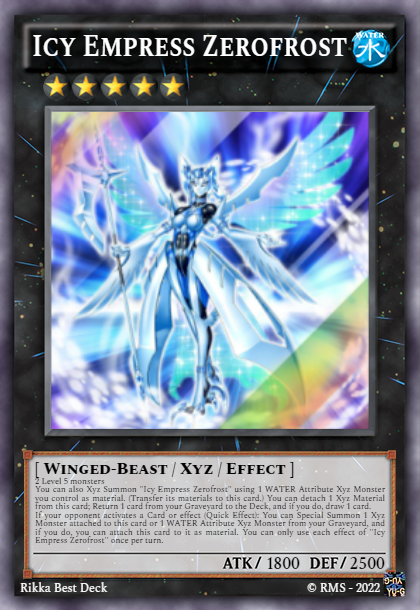 ICY EMPRESS ZEROFROST
WATER
水
[ WINGED-BEAST / XYZ / EFFECT ]
2 Level 5 monsters
You can also Xyz Summon "Icy Empress Zerofrost" using 1 WATER Attribute Xyz Monster
you control as material. (Transfer its materials to this card.) You can detach 1 Xyz Material
from this card; Return 1 card from your Graveyard to the Deck, and if you do, draw 1 card.
If your opponent activates a Card or effect (Quick Effect): You can Special Summon 1 Xyz
Monster attached to this card or 1 WATER Attribute Xyz Monster from your Graveyard, and
if you do, you can attach this card to it as material. You can only use each effect of "Icy
Empress Zerofrost" once per turn.
ATK / 1800 DEF / 2500
Rikka Best Deck
© RMS - 2022